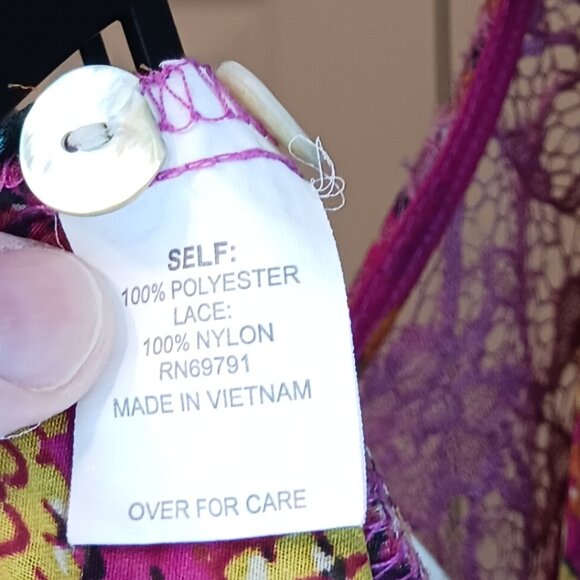 SELF:
100% POLYESTER
LACE:
100% NYLON
RN69791
MADE IN VIETNAM
OVER FOR CARE